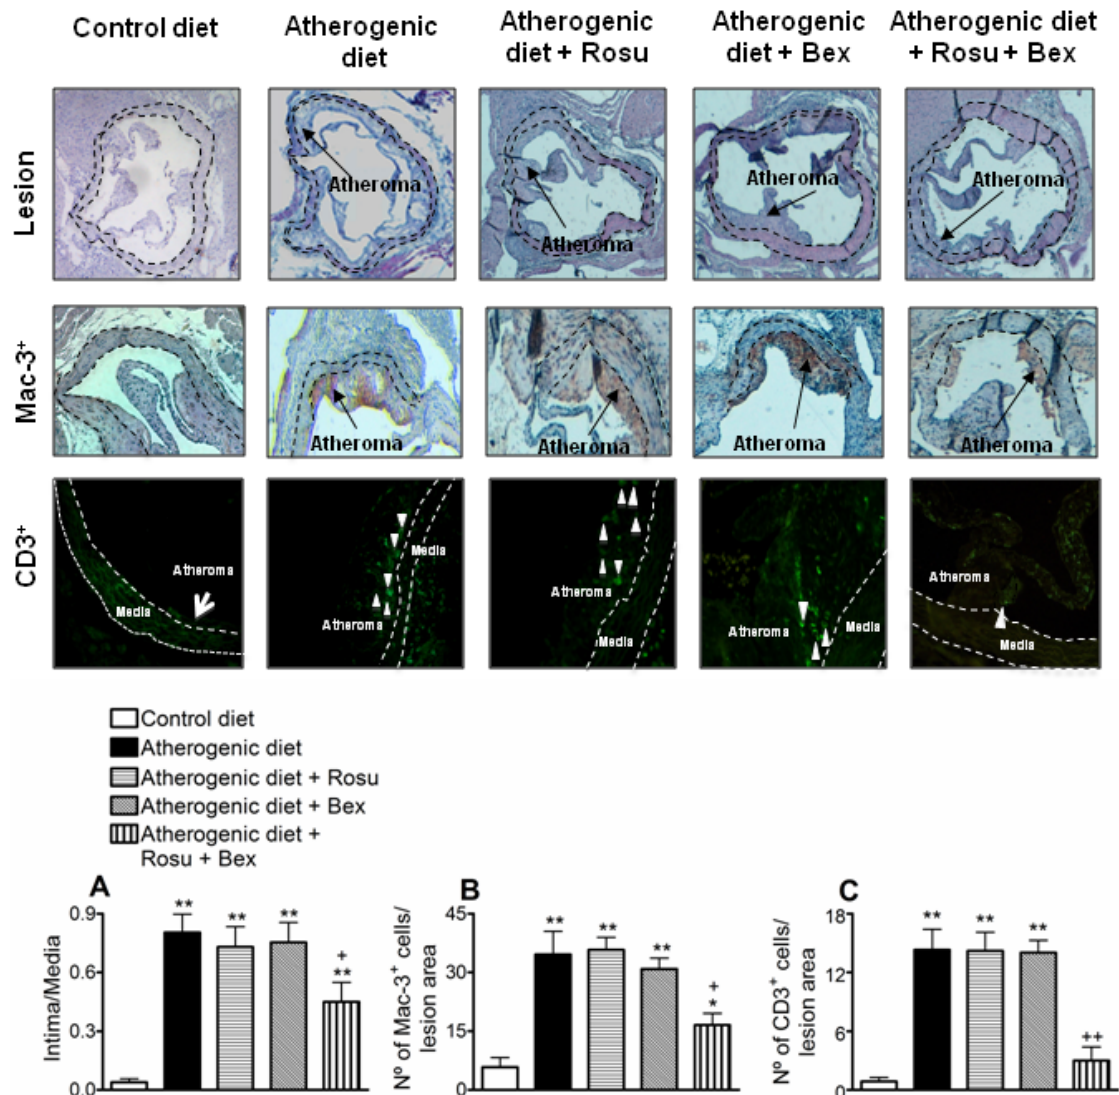 Control diet
Atherogenic
diet
Atherogenic
diet + Rosu
Atherogenic
diet + Bex
Atherogenic diet
+ Rosu + Bex
Lesion
Atheroma
Atheroma
Atheroma
Atheroma
Mac-3⁺
Atheroma
Atheroma
Atheroma
Atheroma
CD3⁺
Atheroma
Media
Media
Atheroma
Atheroma
Media
Atheroma
Media
Atheroma
Media
Control diet
Atherogenic diet
Atherogenic diet + Rosu
Atherogenic diet + Bex
Atherogenic diet +
Rosu + Bex
A
Intima/Media
0.9
0.6
0.3
0.0
**
**
**
+
**
B
Nº of Mac-3⁺ cells/
lesion area
45
30
15
0
**
**
**
+
*
C
Nº of CD3⁺ cells/
lesion area
18
12
6
0
**
**
**
++